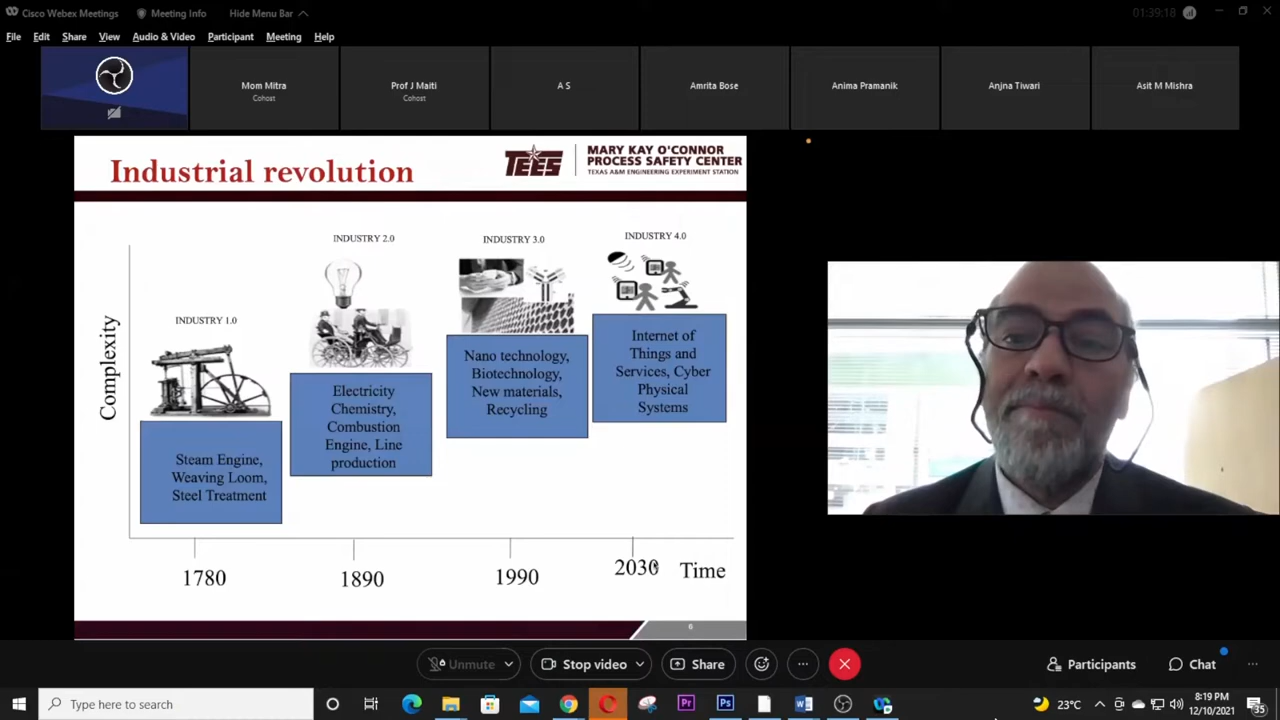 Cisco Webex Meetings
Meeting Info
Hide Menu Bar
01:39:18
File Edit Share View Audio & Video Participant Meeting Help
Mom Mitra
Cohost
Prof J Maiti
Cohost
A S
Amrita Bose
Anima Pramanik
Anjna Tiwari
Asit M Mishra
Industrial revolution
TEES
MARY KAY O'CONNOR
PROCESS SAFETY CENTER
TEXAS A&M ENGINEERING EXPERIMENT STATION
Complexity
INDUSTRY 1.0
Steam Engine,
Weaving Loom,
Steel Treatment
INDUSTRY 2.0
Electricity
Chemistry,
Combustion
Engine, Line
production
INDUSTRY 3.0
Nano technology,
Biotechnology,
New materials,
Recycling
INDUSTRY 4.0
Internet of
Things and
Services, Cyber
Physical
Systems
1780
1890
1990
2030
Time
6
Unmute
Stop video
Share
Participants
Chat
Type here to search
Pr
Ps
23°C
8:19 PM
12/10/2021
35